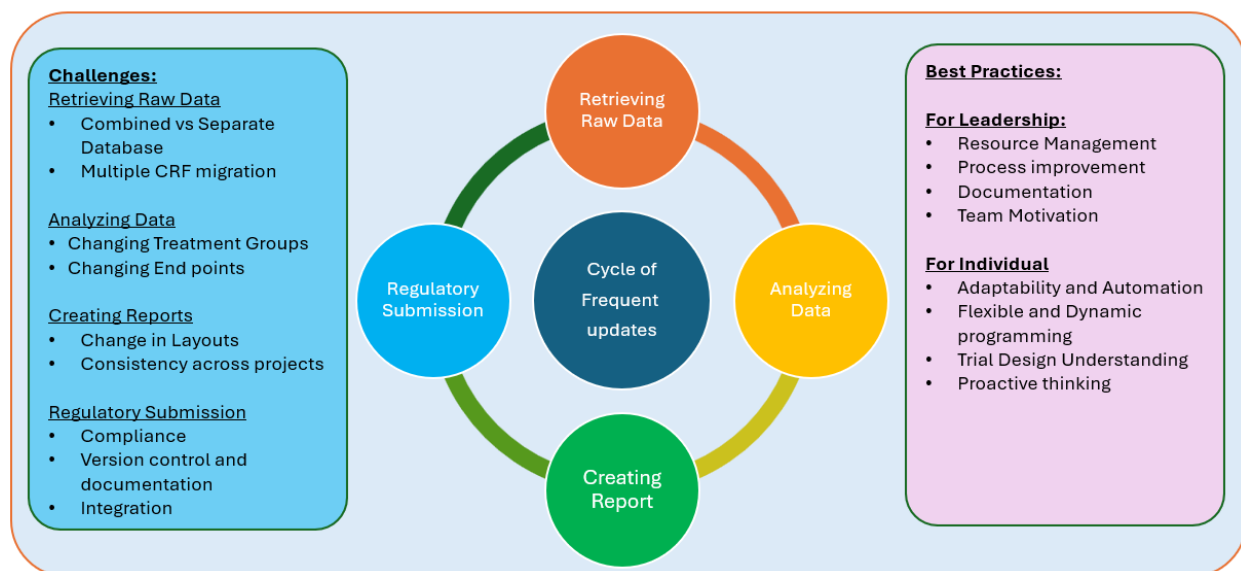 Challenges:
Retrieving Raw Data
• Combined vs Separate
Database
• Multiple CRF migration
Analyzing Data
• Changing Treatment Groups
• Changing End points
Creating Reports
• Change in Layouts
• Consistency across projects
Regulatory Submission
• Compliance
• Version control and
documentation
• Integration
Retrieving
Raw Data
Regulatory
Submission
Cycle of
Frequent
updates
Analyzing
Data
Creating
Report
Best Practices:
For Leadership:
• Resource Management
• Process improvement
• Documentation
• Team Motivation
For Individual
• Adaptability and Automation
• Flexible and Dynamic
programming
• Trial Design Understanding
• Proactive thinking